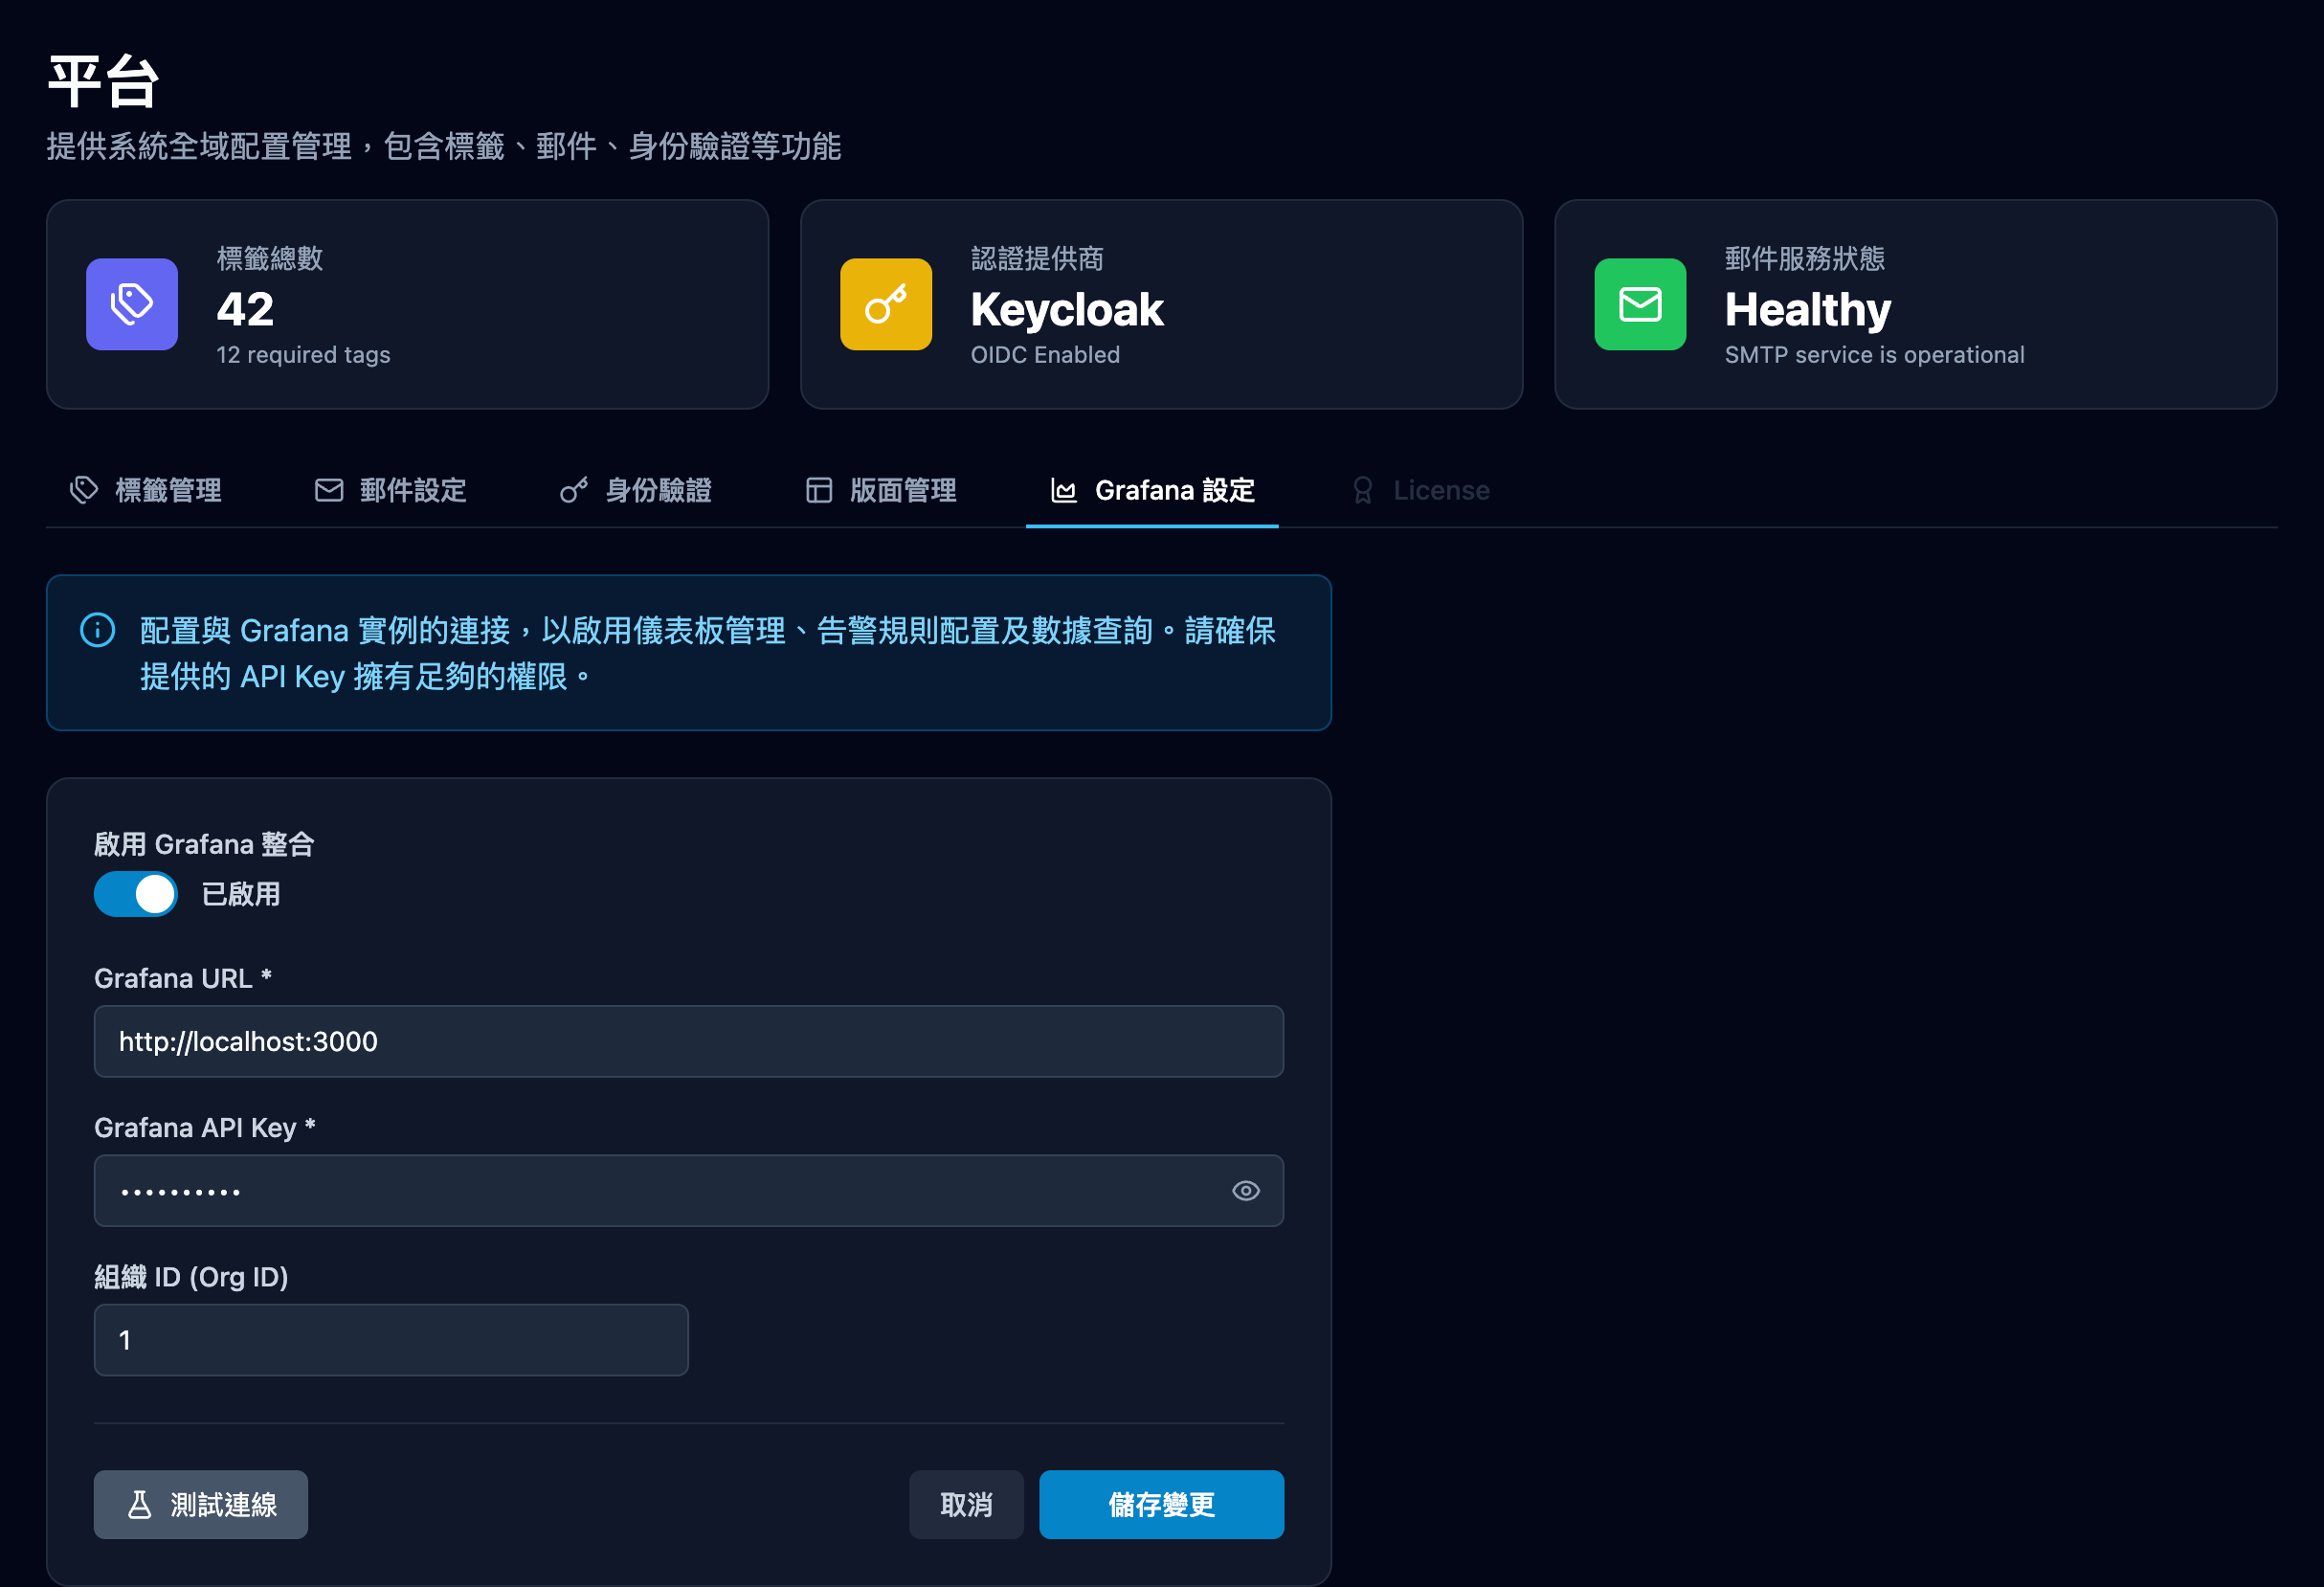 平台
提供系統全域配置管理，包含標籤、郵件、身份驗證等功能
標籤總數
42
12 required tags
認證提供商
Keycloak
OIDC Enabled
郵件服務狀態
Healthy
SMTP service is operational
標籤管理
郵件設定
身份驗證
版面管理
Grafana 設定
License
配置與 Grafana 實例的連接，以啟用儀表板管理、告警規則配置及數據查詢。請確保
提供的 API Key 擁有足夠的權限。
啟用 Grafana 整合
已啟用
Grafana URL *
http://localhost:3000
Grafana API Key *
••••••••••
組織 ID (Org ID)
1
測試連線
取消
儲存變更